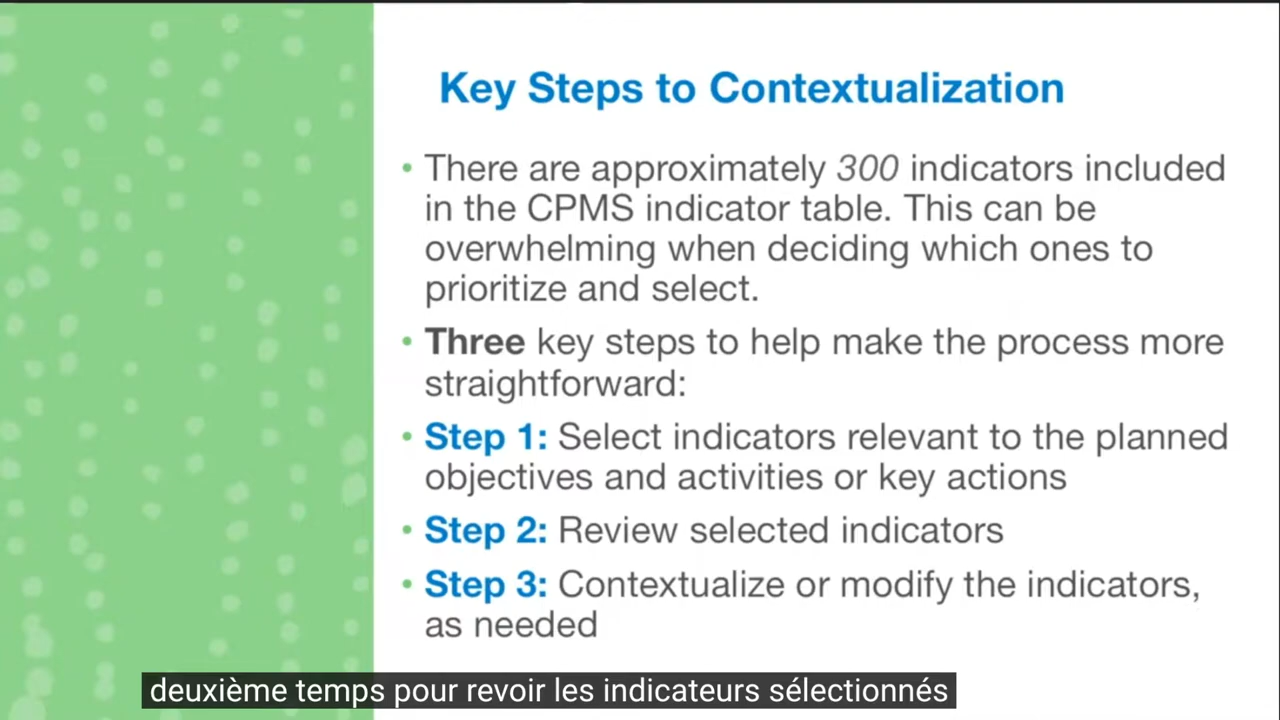 Key Steps to Contextualization
• There are approximately 300 indicators included
in the CPMS indicator table. This can be
overwhelming when deciding which ones to
prioritize and select.
• Three key steps to help make the process more
straightforward:
• Step 1: Select indicators relevant to the planned
objectives and activities or key actions
• Step 2: Review selected indicators
• Step 3: Contextualize or modify the indicators,
as needed
deuxième temps pour revoir les indicateurs sélectionnés